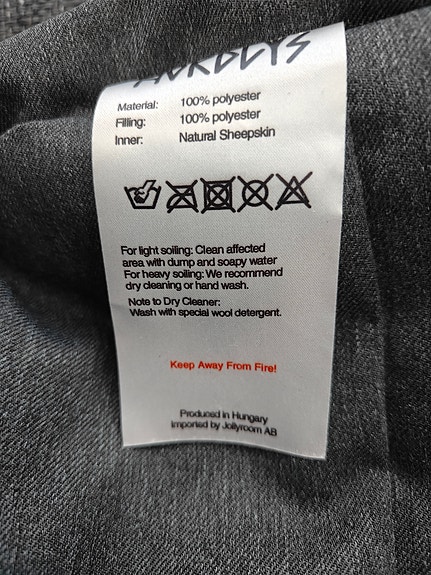 Material: 100% polyester
Filling: 100% polyester
Inner: Natural Sheepskin
For light soiling: Clean affected
area with dump and soapy water
For heavy soiling: We recommend
dry cleaning or hand wash.
Note to Dry Cleaner:
Wash with special wool detergent.
Keep Away From Fire!
Produced in Hungary
Imported by Jollyroom AB